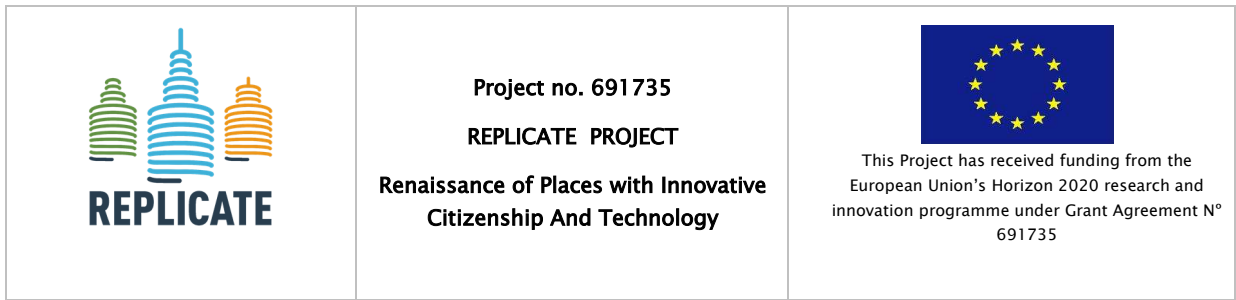 REPLICATE
Project no. 691735
REPLICATE PROJECT
Renaissance of Places with Innovative
Citizenship And Technology
This Project has received funding from the
European Union's Horizon 2020 research and
innovation programme under Grant Agreement Nº
691735